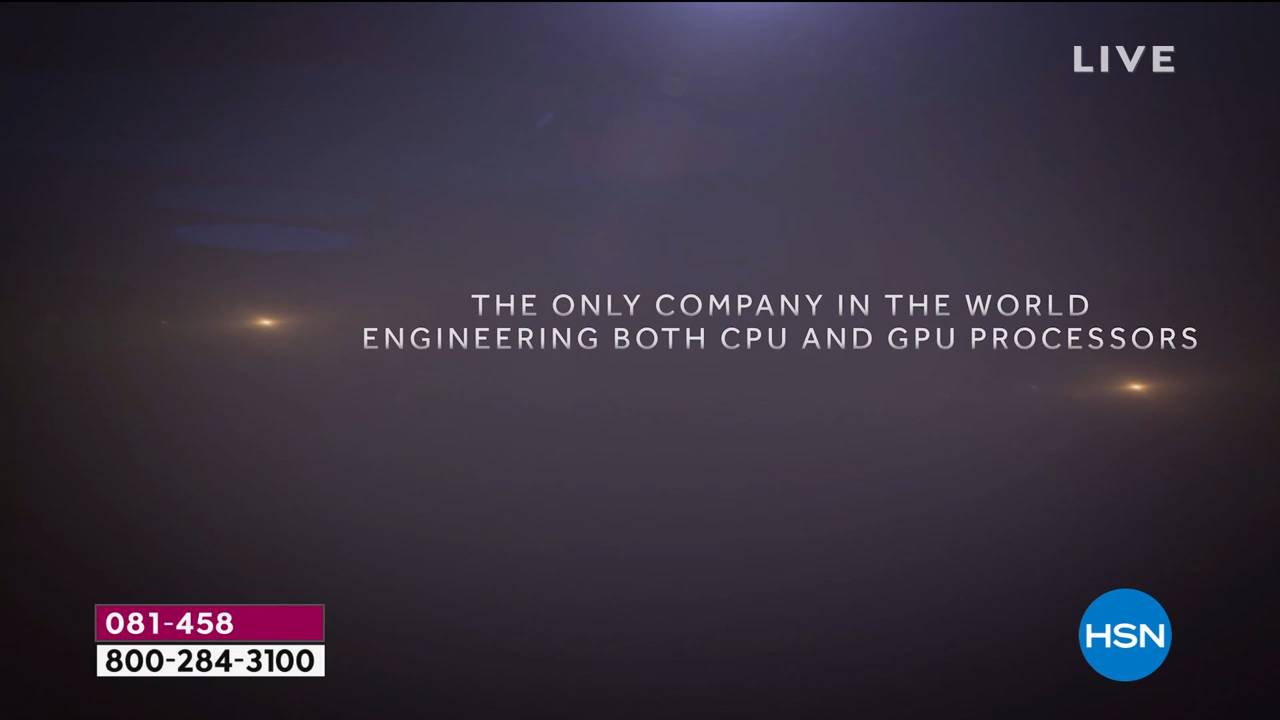 LIVE
THE ONLY COMPANY IN THE WORLD
ENGINEERING BOTH CPU AND GPU PROCESSORS
081-458
800-284-3100
HSN